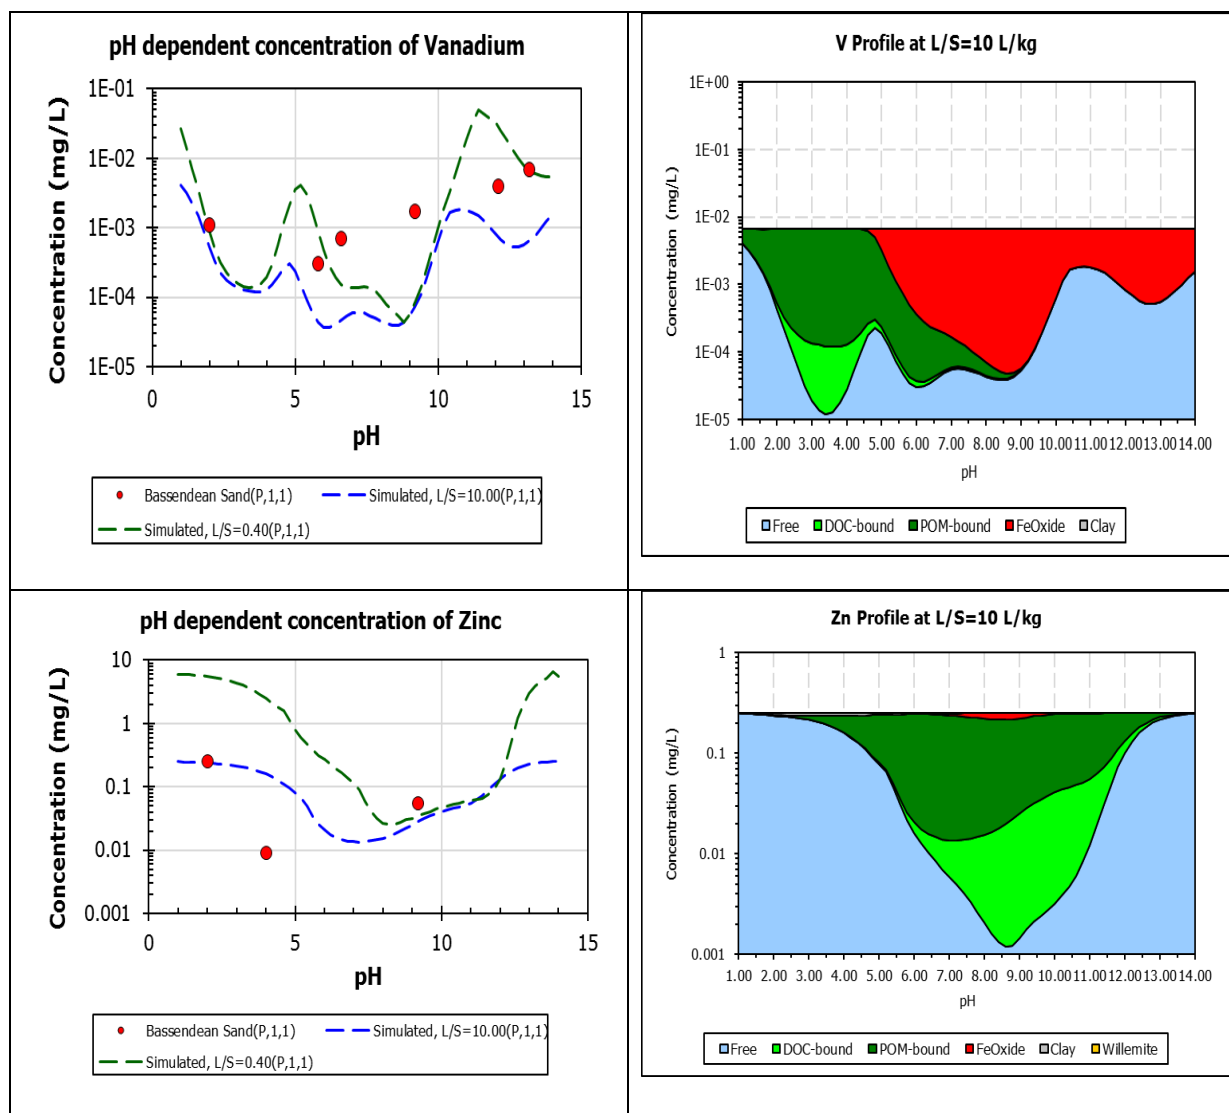 pH dependent concentration of Vanadium
Concentration (mg/L)
1E-01
1E-02
1E-03
1E-04
1E-05
0 5 10 15
pH
Bassendean Sand(P,1,1) Simulated, L/S=10.00(P,1,1)
Simulated, L/S=0.40(P,1,1)
V Profile at L/S=10 L/kg
Concentration (mg/L)
1E+00
1E-01
1E-02
1E-03
1E-04
1E-05
1.00 2.00 3.00 4.00 5.00 6.00 7.00 8.00 9.00 10.00 11.00 12.00 13.00 14.00
pH
Free DOC-bound POM-bound FeOxide Clay
pH dependent concentration of Zinc
Concentration (mg/L)
10
1
0.1
0.01
0.001
0 5 10 15
pH
Bassendean Sand(P,1,1) Simulated, L/S=10.00(P,1,1)
Simulated, L/S=0.40(P,1,1)
Zn Profile at L/S=10 L/kg
Concentration (mg/L)
1
0.1
0.01
0.001
1.00 2.00 3.00 4.00 5.00 6.00 7.00 8.00 9.00 10.00 11.00 12.00 13.00 14.00
pH
Free DOC-bound POM-bound FeOxide Clay Willemite